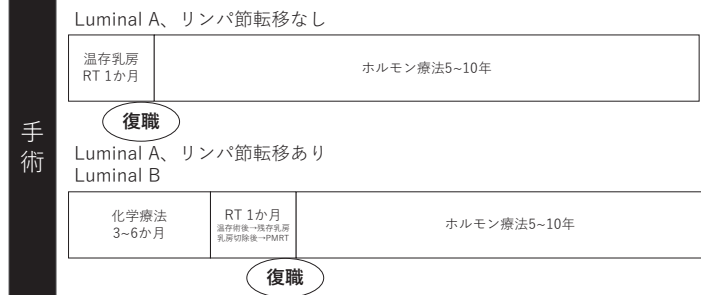 手術
Luminal A、リンパ節転移なし
温存乳房
RT 1か月
ホルモン療法5~10年
復職
Luminal A、リンパ節転移あり
Luminal B
化学療法
3~6か月
RT 1か月
温存術後→残存乳房
乳房切除後→PMRT
ホルモン療法5~10年
復職